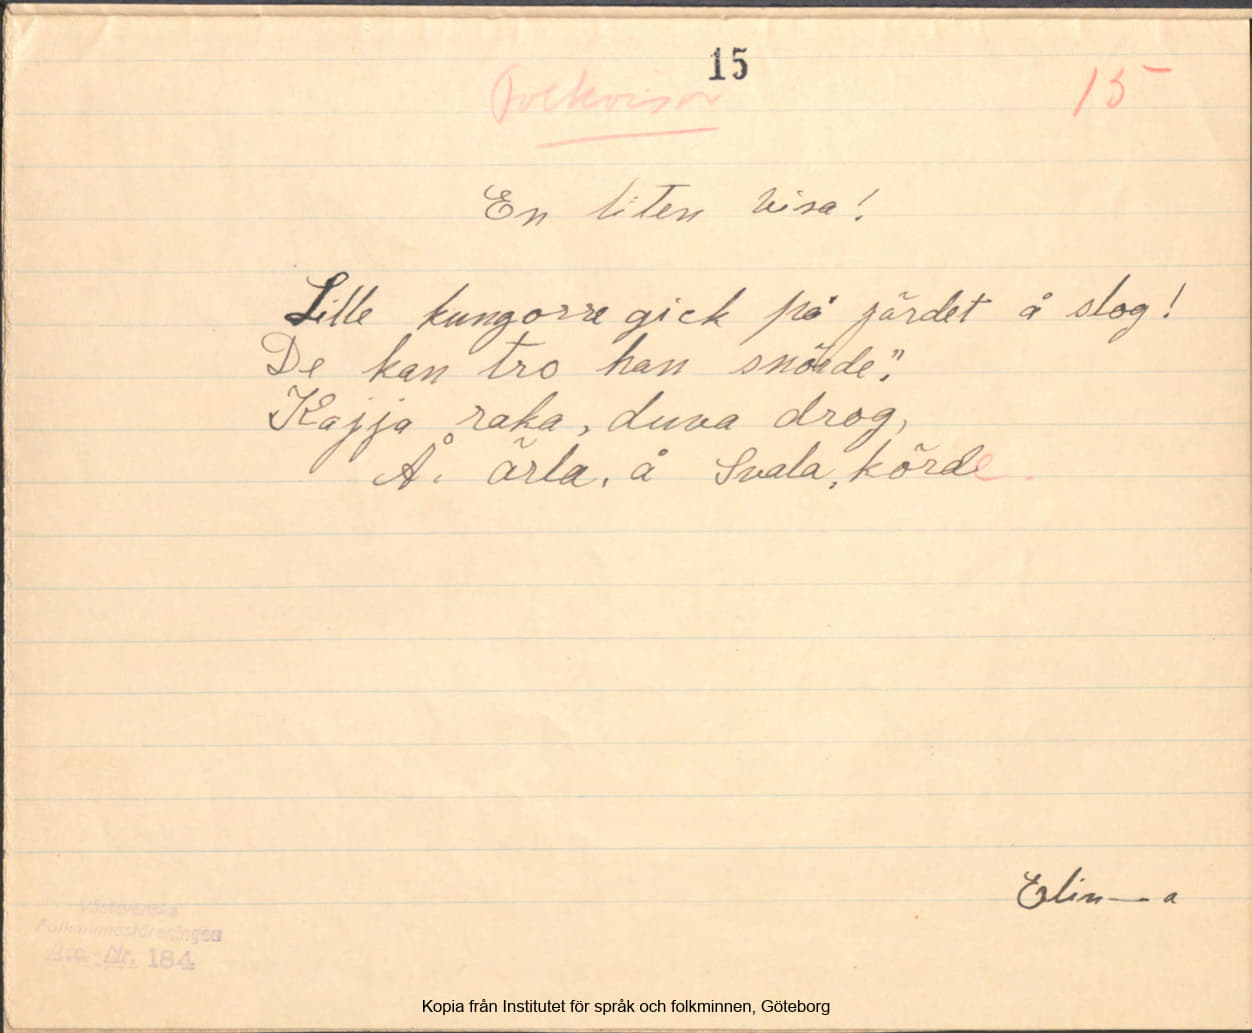 15
Folkvisor
15
En liten visa!
Lille kungorre gick på järdet å slog!
De kan tro han snörde".
Kajja raka, duva drog,
Å. ärla, å Svala, körde.
Elin — a
Västsvenska
Folkminnesföreningen
Acc.-Nr. 184
Kopia från Institutet för språk och folkminnen, Göteborg